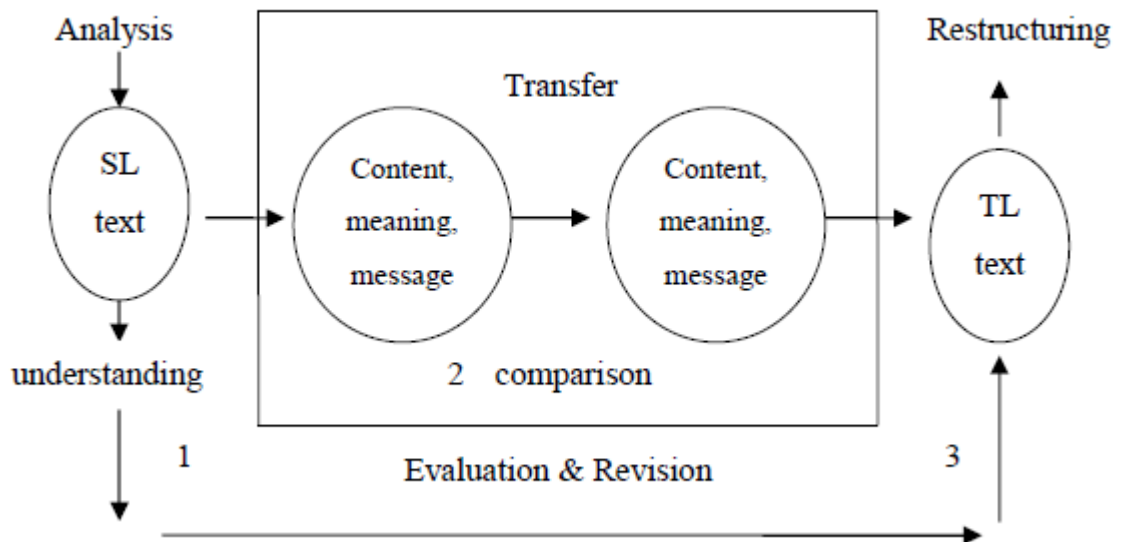 Analysis
Restructuring
Transfer
SL
text
Content,
meaning,
message
Content,
meaning,
message
TL
text
understanding
2 comparison
1
3
Evaluation & Revision